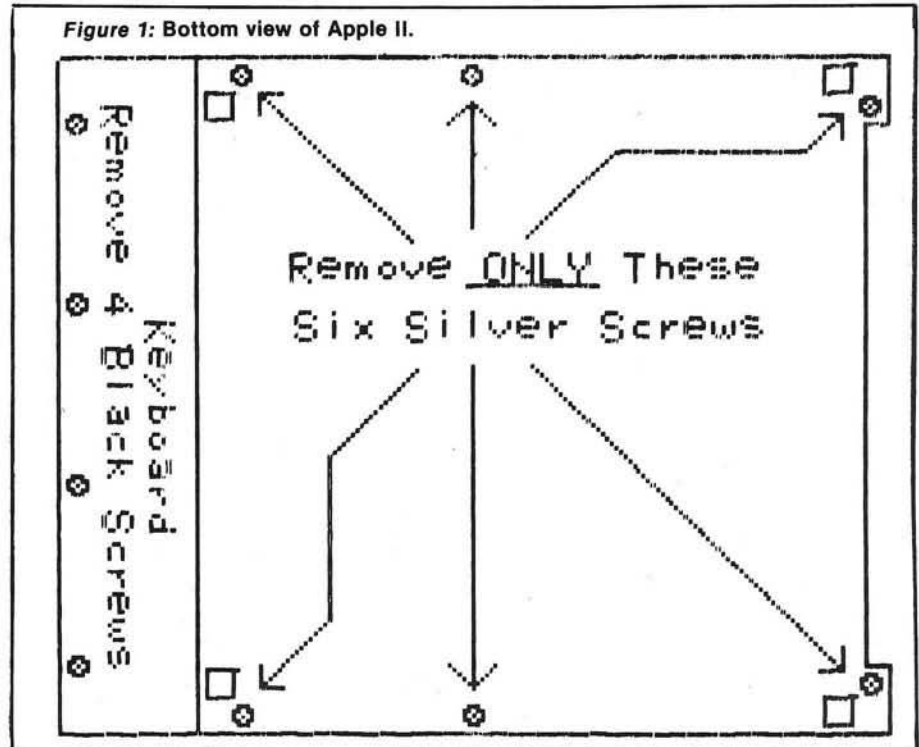 Figure 1: Bottom view of Apple II.
Remove ONLY These
Six Silver Screws
Keyboard
Remove 4 Black Screws